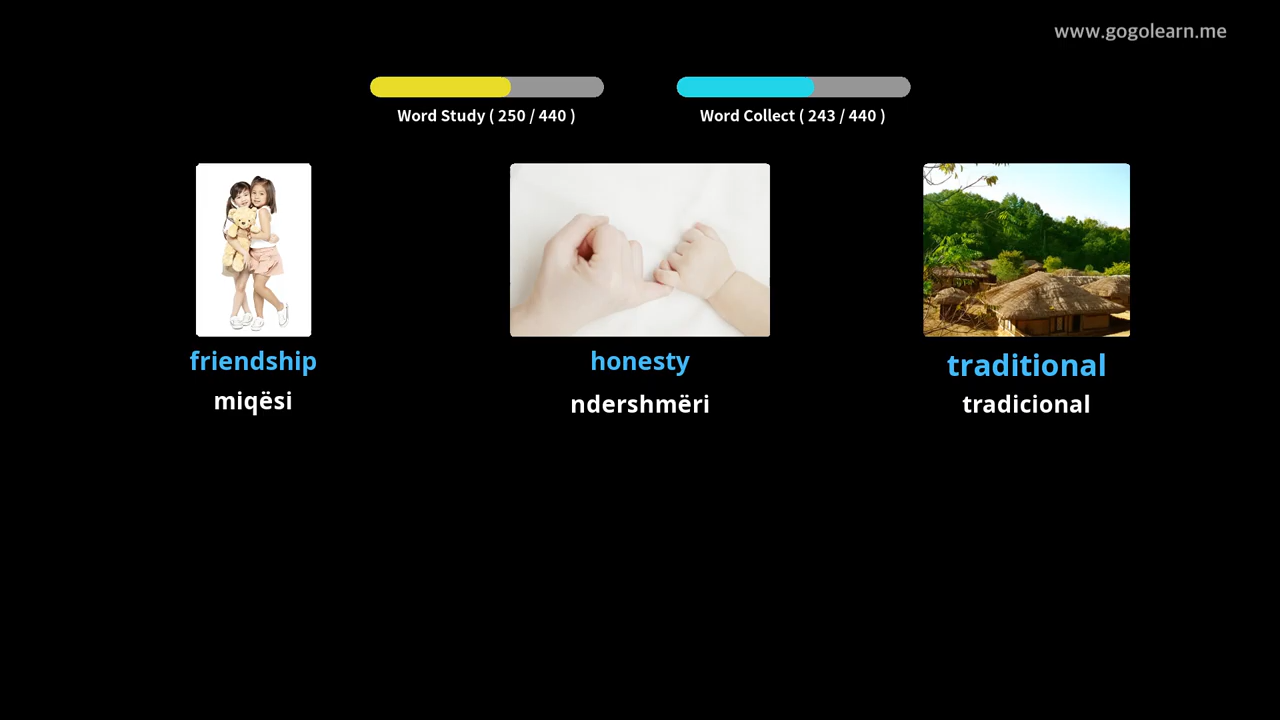 www.gogolearn.me
Word Study ( 250 / 440 )
Word Collect ( 243 / 440 )
friendship
honesty
traditional
miqësi
ndershmëri
tradicional